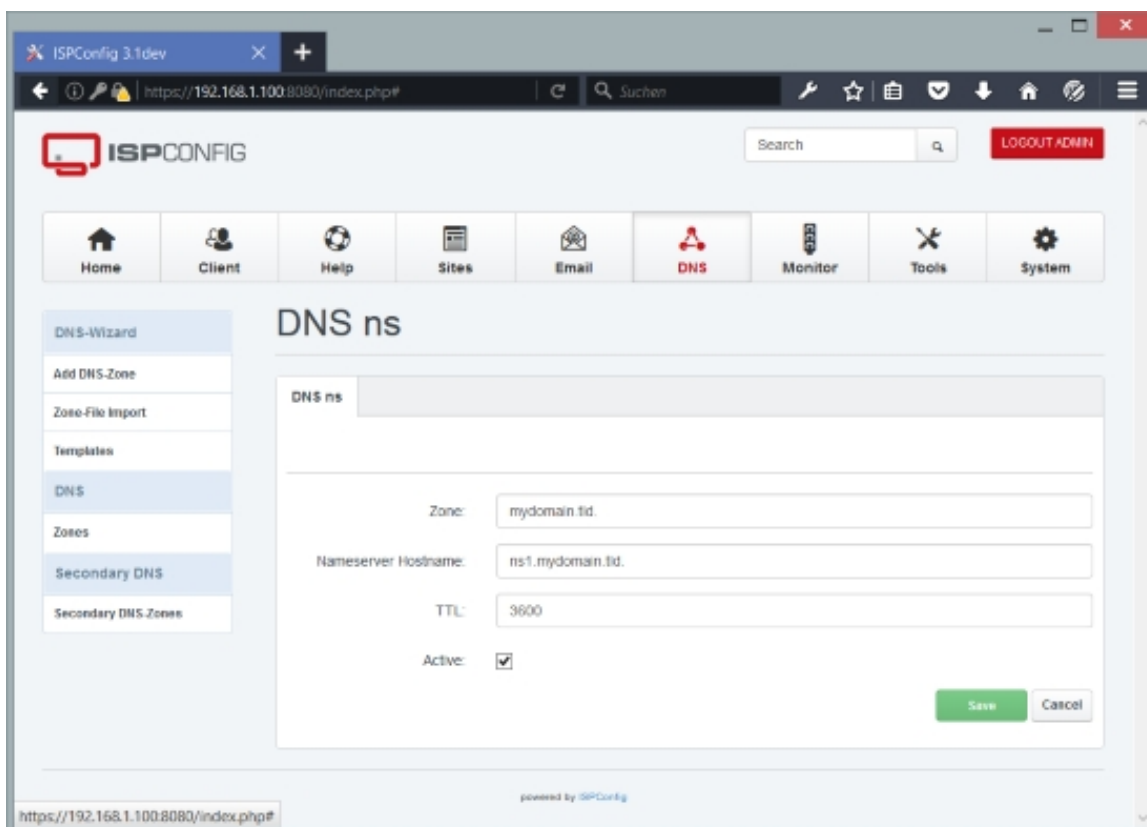 ISPConfig 3.1dev
https://192.168.1.100:8080/index.php#
Suchen
ISPCONFIG
Search
LOGOUT ADMIN
Home Client Help Sites Email DNS Monitor Tools System
DNS-Wizard
Add DNS-Zone
Zone-File Import
Templates
DNS
Zones
Secondary DNS
Secondary DNS-Zones
DNS ns
DNS ns
Zone: mydomain.tld.
Nameserver Hostname: ns1.mydomain.tld.
TTL: 3600
Active:
Save Cancel
powered by ISPConfig
https://192.168.1.100:8080/index.php#